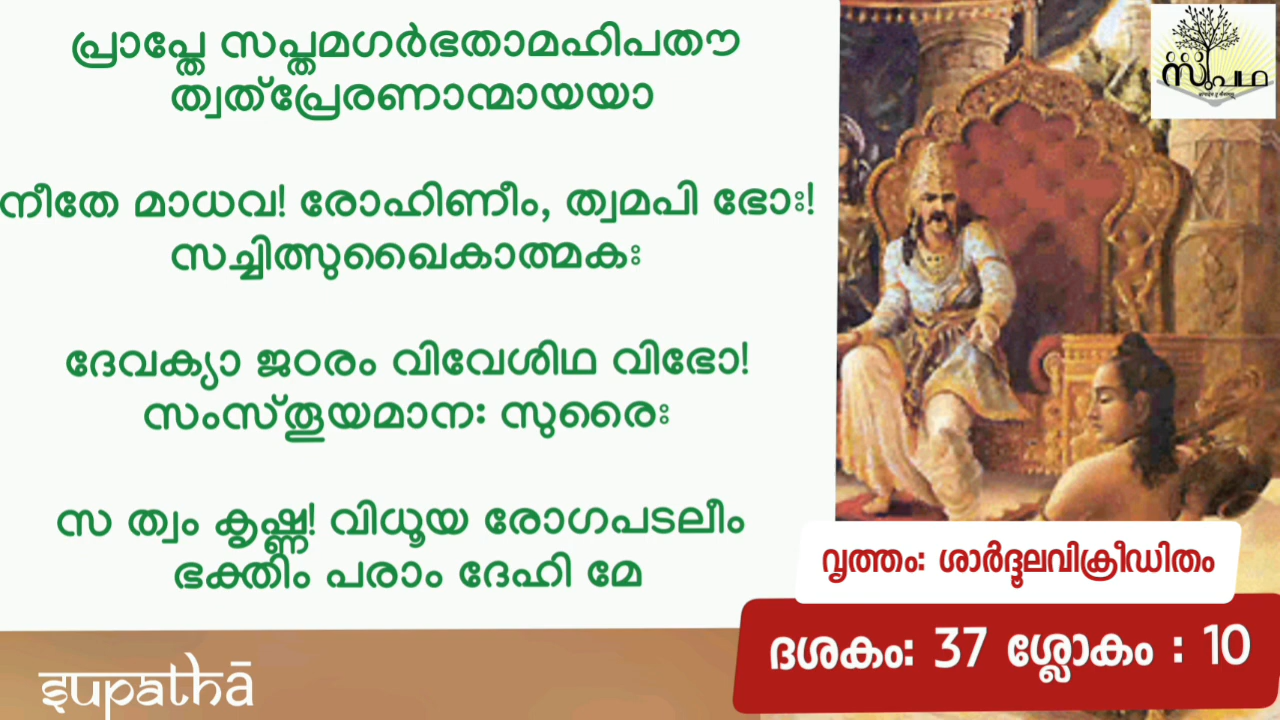 പ്രാപ്തേ സപ്തമഗർഭതാമഹിപതൗ
ത്വത്പ്രേരണാന്മായയാ
നീതേ മാധവ! രോഹിണീം, ത്വമപി ഭോഃ!
സച്ചിത്സുഖൈകാത്മകഃ
ദേവക്യാ ജഠരം വിവേശിഥ വിഭോ!
സംസ്തൂയമാനഃ സുരൈഃ
സ ത്വം കൃഷ്ണ! വിധൂയ രോഗപടലീം
ഭക്തിം പരാം ദേഹി മേ
സുപഥ
വൃത്തം: ശാർദ്ദൂലവിക്രീഡിതം
ദശകം: 37 ശ്ലോകം : 10
supathā